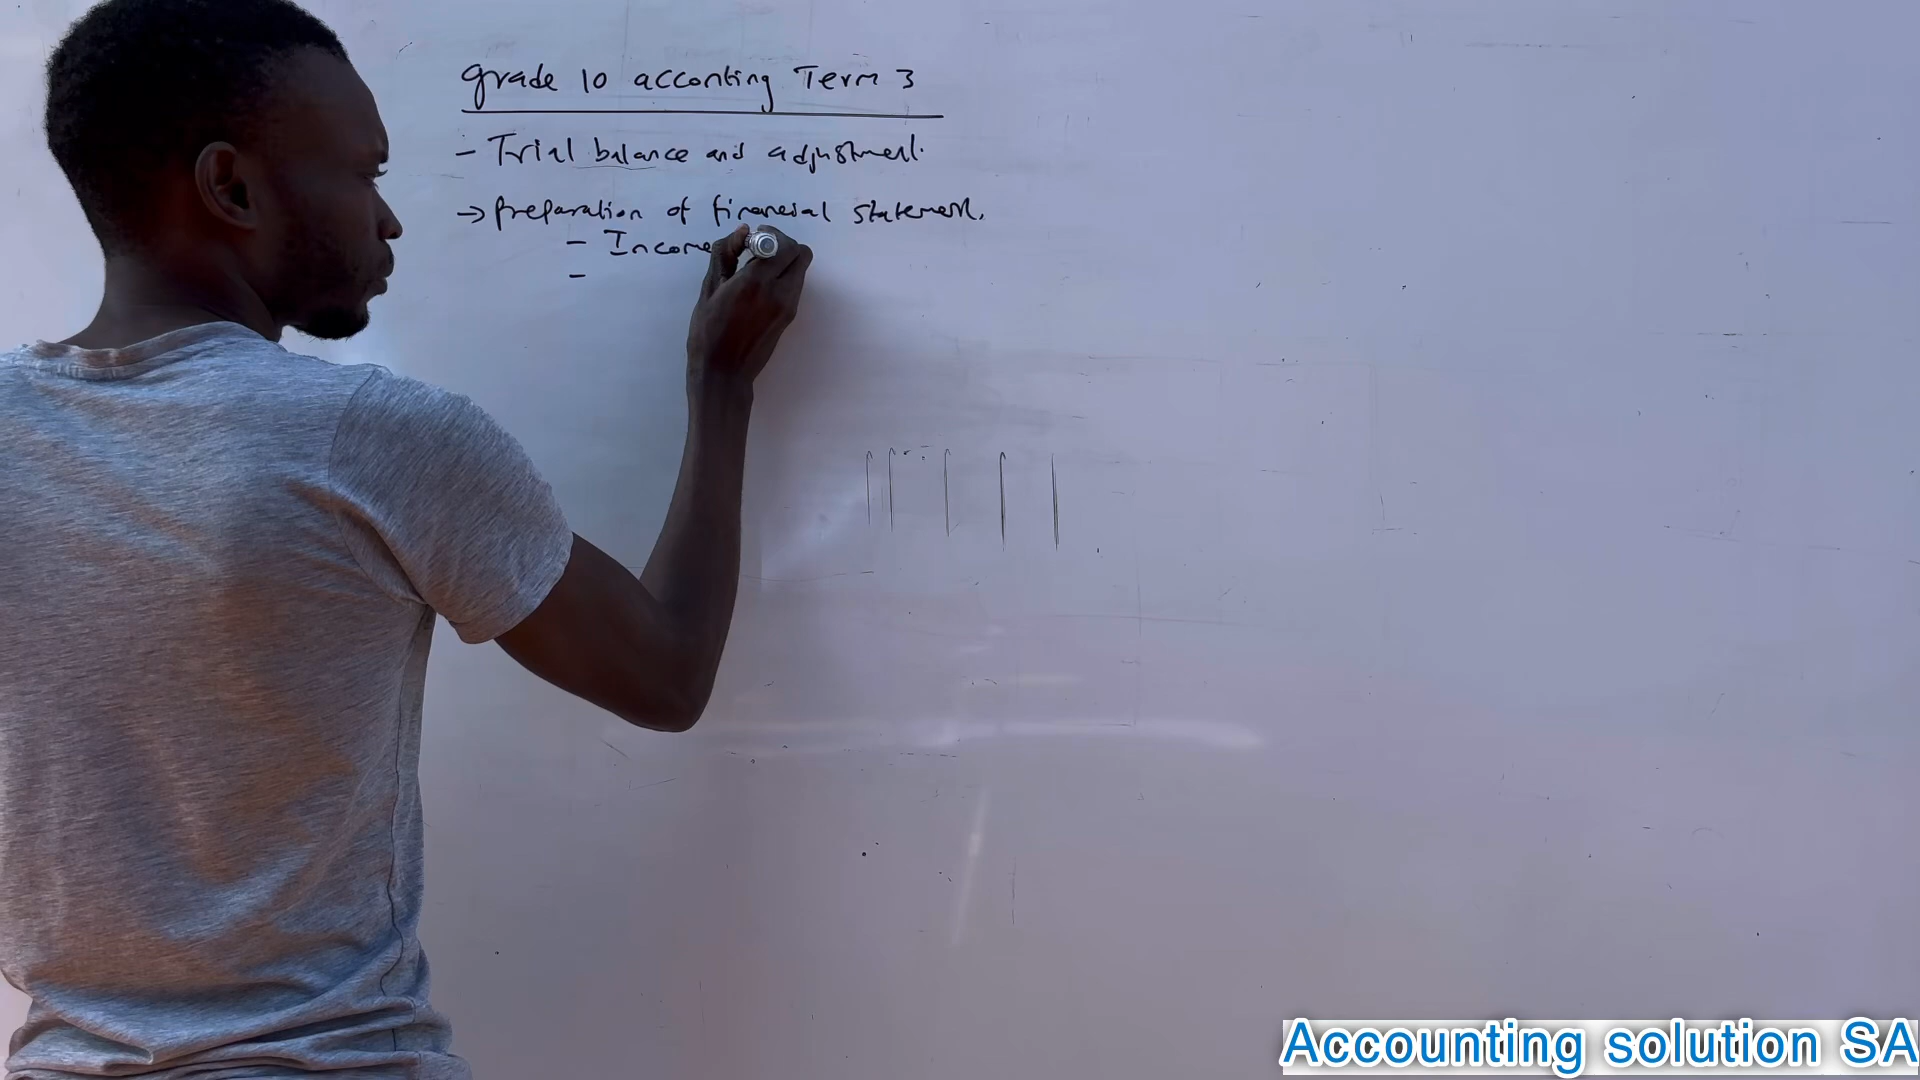 Grade 10 acconting Term 3
- Trial balance and adjustment.
→ Preparation of financial statement.
- Income
-
Accounting solution SA